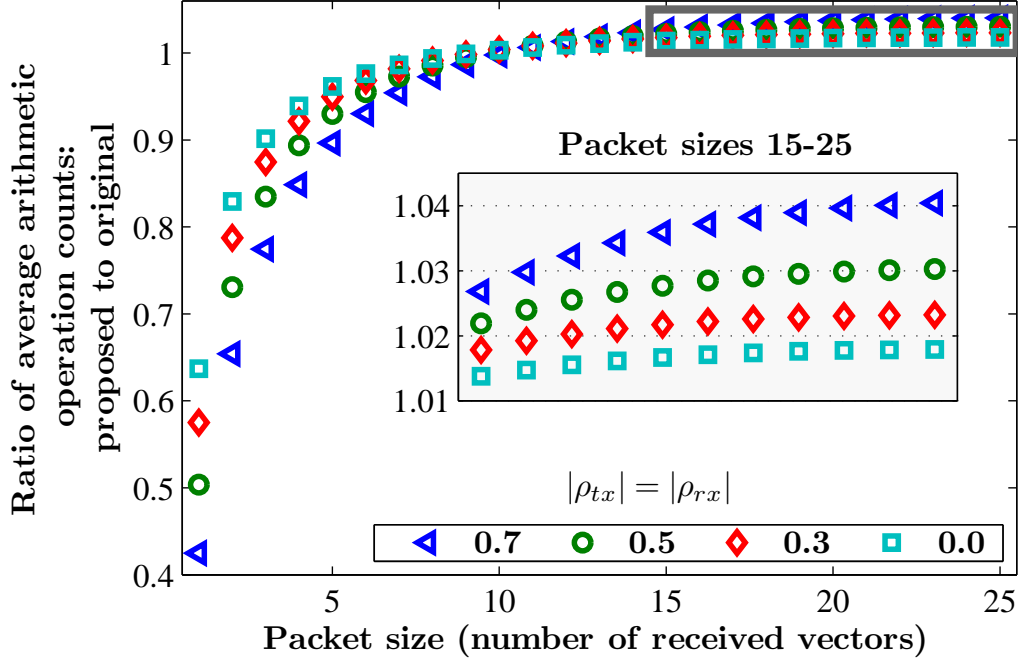 Ratio of average arithmetic
operation counts:
proposed to original
1
0.9
0.8
0.7
0.6
0.5
0.4
Packet sizes 15-25
1.04
1.03
1.02
1.01
|ρtx| = |ρrx|
0.7 0.5 0.3 0.0
5 10 15 20 25
Packet size (number of received vectors)